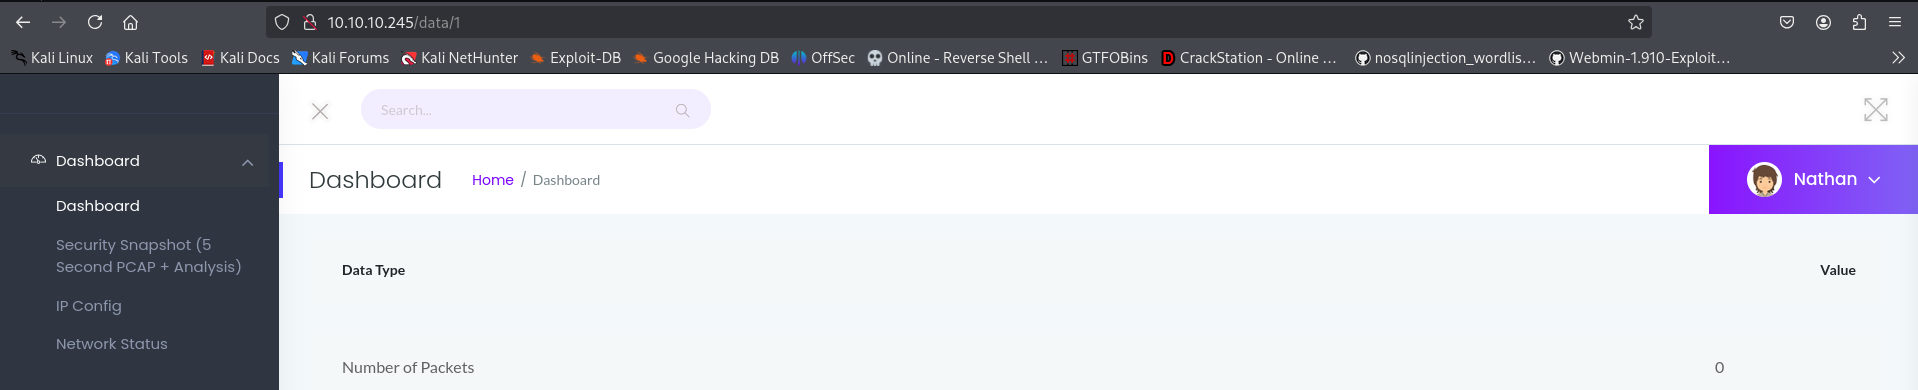 10.10.10.245/data/1
Kali Linux Kali Tools Kali Docs Kali Forums Kali NetHunter Exploit-DB Google Hacking DB OffSec Online - Reverse Shell … GTFOBins CrackStation - Online … nosqlinjection_wordlis… Webmin-1.910-Exploit…
Search...
Dashboard
Dashboard
Security Snapshot (5
Second PCAP + Analysis)
IP Config
Network Status
Dashboard Home / Dashboard
Nathan
Data Type Value
Number of Packets 0